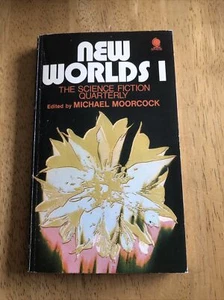 NEW
WORLDS 1
THE SCIENCE FICTION
QUARTERLY
Edited by MICHAEL MOORCOCK